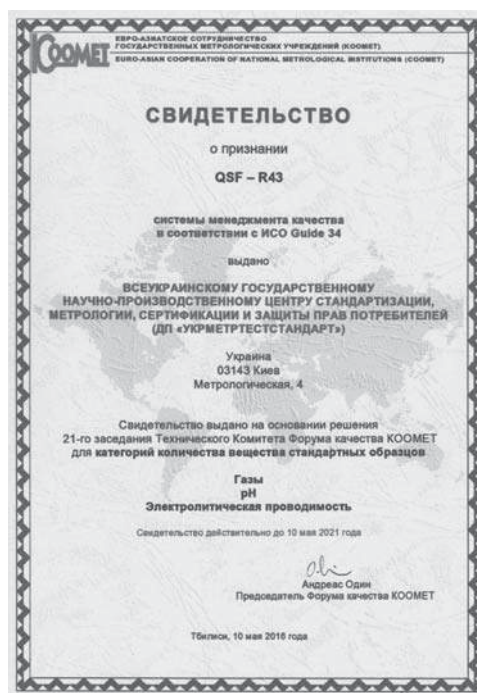 COOMET
ЕВРО-АЗИАТСКОЕ СОТРУДНИЧЕСТВО
ГОСУДАРСТВЕННЫХ МЕТРОЛОГИЧЕСКИХ УЧРЕЖДЕНИЙ (КООМЕТ)
EURO-ASIAN COOPERATION OF NATIONAL METROLOGICAL INSTITUTIONS (COOMET)
СВИДЕТЕЛЬСТВО
о признании
QSF – R43
системы менеджмента качества
в соответствии с ИСО Guide 34
выдано
ВСЕУКРАИНСКОМУ ГОСУДАРСТВЕННОМУ
НАУЧНО-ПРОИЗВОДСТВЕННОМУ ЦЕНТРУ СТАНДАРТИЗАЦИИ,
МЕТРОЛОГИИ, СЕРТИФИКАЦИИ И ЗАЩИТЫ ПРАВ ПОТРЕБИТЕЛЕЙ
(ДП «УКРМЕТРТЕСТСТАНДАРТ»)
Украина
03143 Киев
Метрологическая, 4
Свидетельство выдано на основании решения
21-го заседания Технического Комитета Форума качества КООМЕТ
для категорий количества вещества стандартных образцов
Газы
pH
Электролитическая проводимость
Свидетельство действительно до 10 мая 2021 года
Андреас Один
Председатель Форума качества КООМЕТ
Тбилиси, 10 мая 2016 года